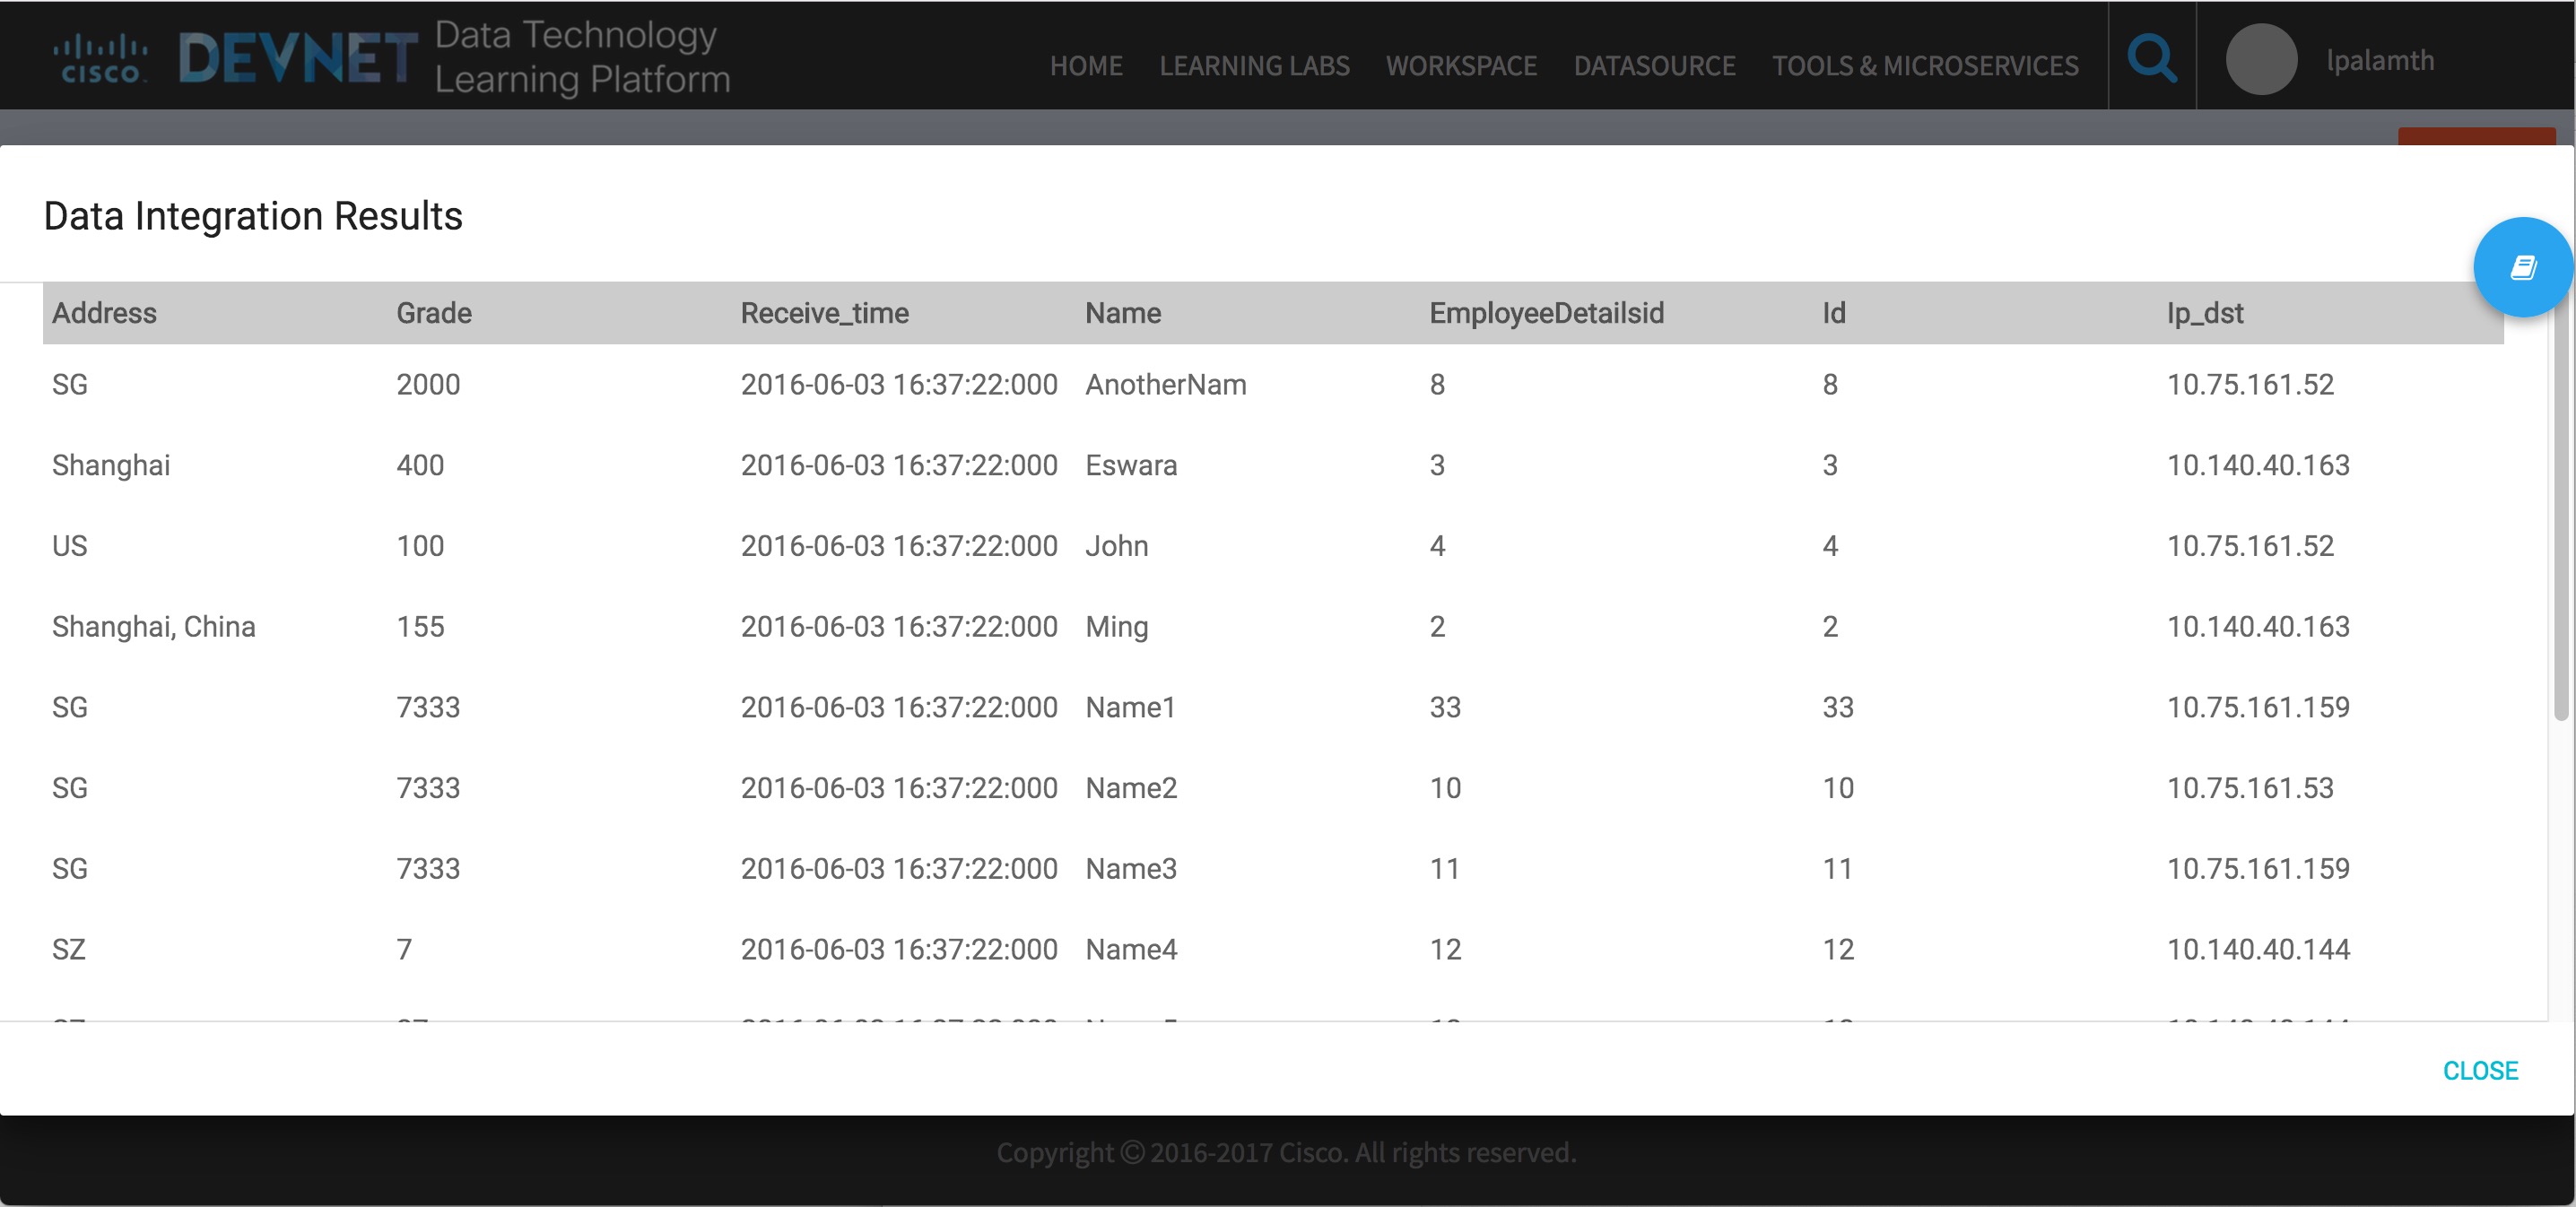 CISCO DEVNET Data Technology Learning Platform
HOME LEARNING LABS WORKSPACE DATASOURCE TOOLS & MICROSERVICES lpalamth
Data Integration Results
Address Grade Receive_time Name EmployeeDetailsid Id Ip_dst
SG 2000 2016-06-03 16:37:22:000 AnotherNam 8 8 10.75.161.52
Shanghai 400 2016-06-03 16:37:22:000 Eswara 3 3 10.140.40.163
US 100 2016-06-03 16:37:22:000 John 4 4 10.75.161.52
Shanghai, China 155 2016-06-03 16:37:22:000 Ming 2 2 10.140.40.163
SG 7333 2016-06-03 16:37:22:000 Name1 33 33 10.75.161.159
SG 7333 2016-06-03 16:37:22:000 Name2 10 10 10.75.161.53
SG 7333 2016-06-03 16:37:22:000 Name3 11 11 10.75.161.159
SZ 7 2016-06-03 16:37:22:000 Name4 12 12 10.140.40.144
CLOSE
Copyright © 2016-2017 Cisco. All rights reserved.